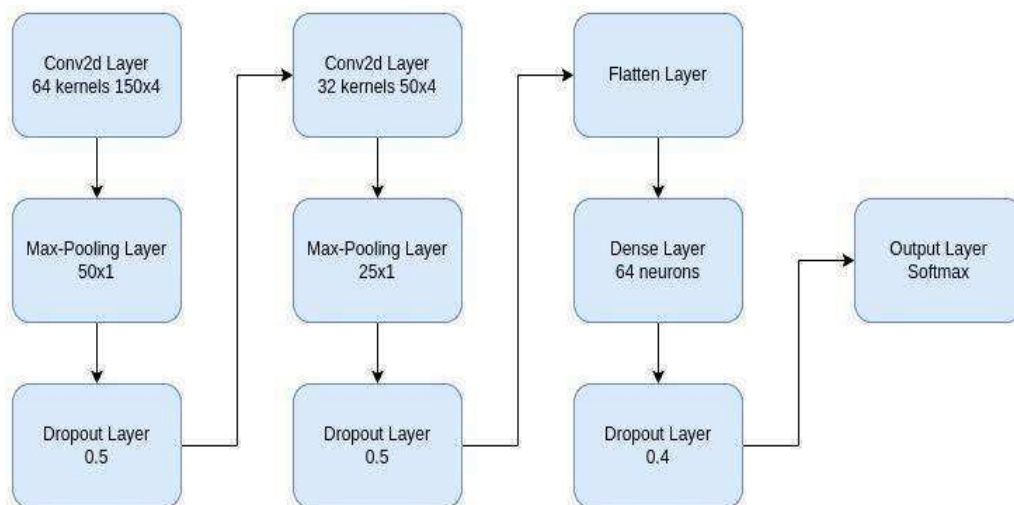 Conv2d Layer
64 kernels 150x4
Max-Pooling Layer
50x1
Dropout Layer
0.5
Conv2d Layer
32 kernels 50x4
Max-Pooling Layer
25x1
Dropout Layer
0.5
Flatten Layer
Dense Layer
64 neurons
Dropout Layer
0.4
Output Layer
Softmax